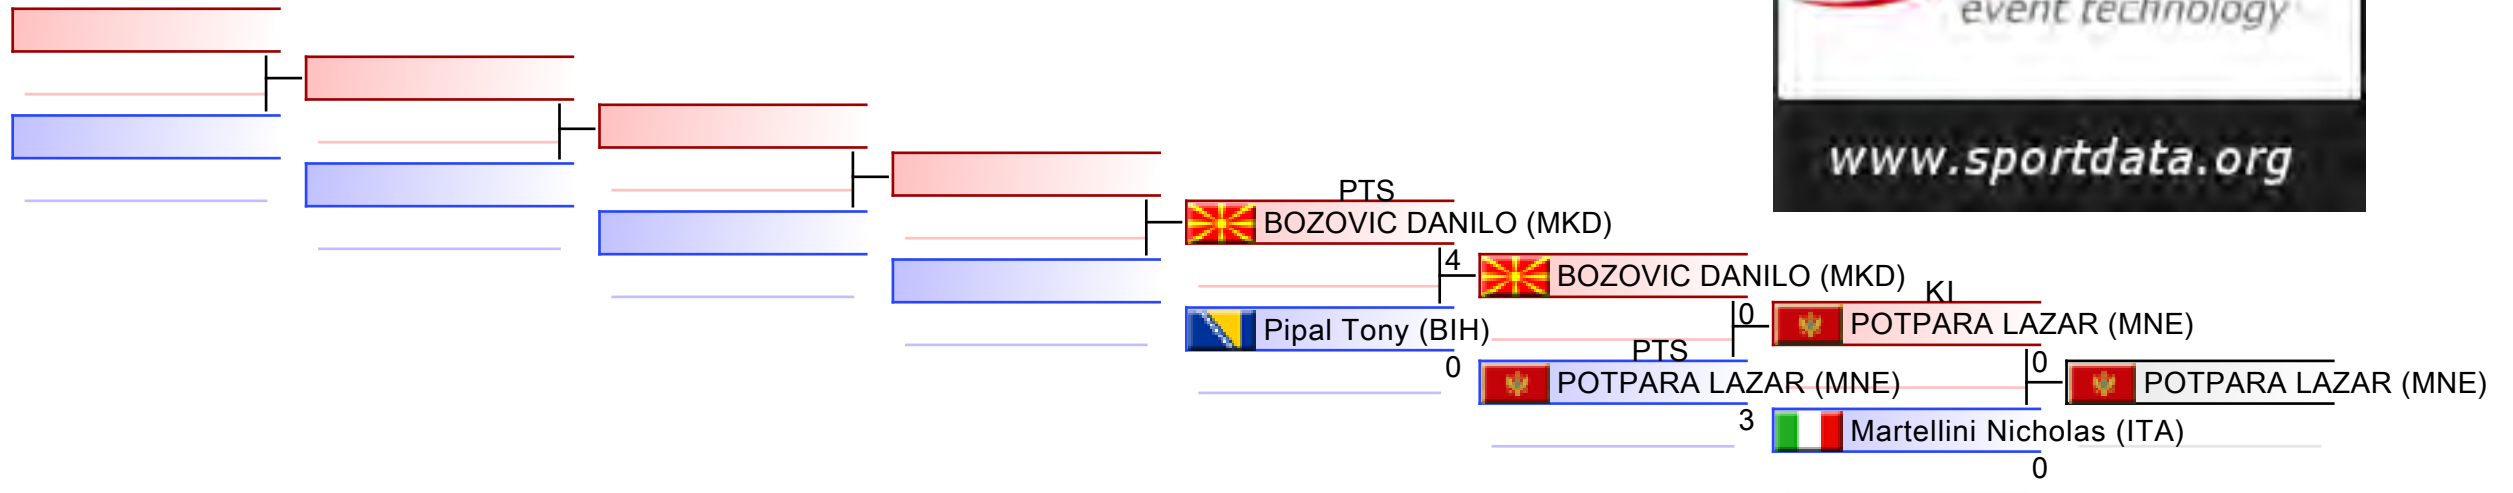 event technology
www.sportdata.org
PTS
BOZOVIC DANILO (MKD)
4
BOZOVIC DANILO (MKD)
KI
0
POTPARA LAZAR (MNE)
Pipal Tony (BIH)
PTS
0
0
POTPARA LAZAR (MNE)
POTPARA LAZAR (MNE)
3
Martellini Nicholas (ITA)
0